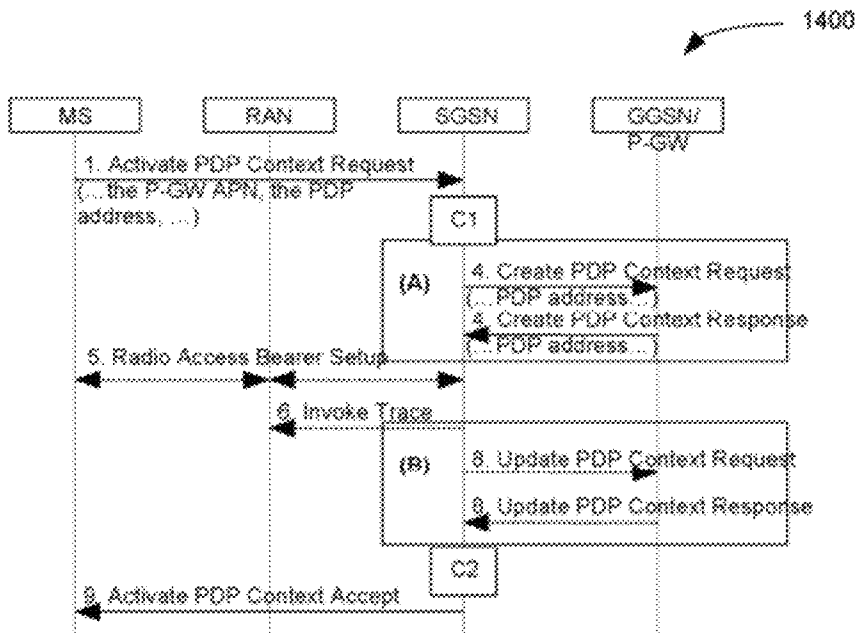 1400
MS
RAN
SGSN
GGSN/
P-GW
1. Activate PDP Context Request
(...the P-GW APN, the PDP
address, ...)
C1
(A)
4. Create PDP Context Request
(...PDP address...)
4. Create PDP Context Response
(...PDP address...)
5. Radio Access Bearer Setup
6. Invoke Trace
(B)
8. Update PDP Context Request
8. Update PDP Context Response
C2
9. Activate PDP Context Accept